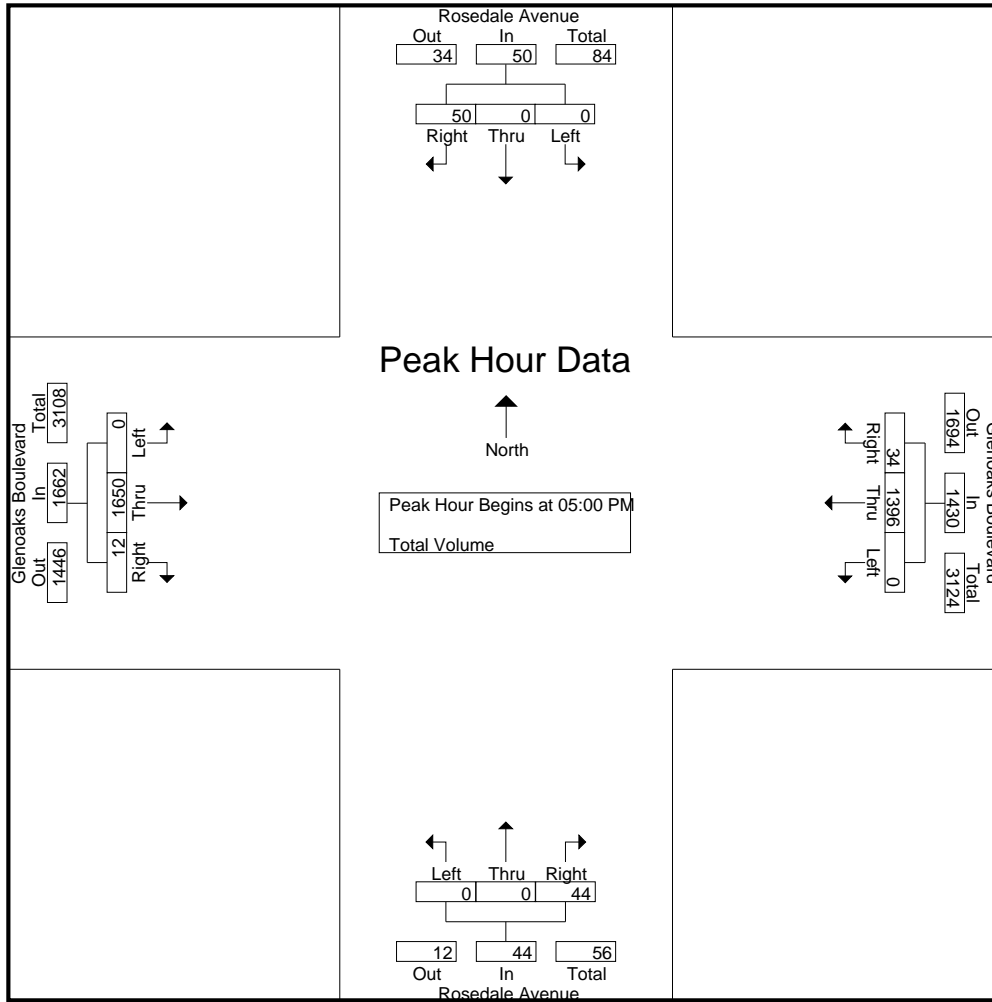 Rosedale Avenue
Out In Total
34 50 84
50 0 0
Right Thru Left
Peak Hour Data
North
Peak Hour Begins at 05:00 PM
Total Volume
Glenoaks Boulevard
Out In Total
1446 1662 3108
12 1650 0
Right Thru Left
Glenoaks Boulevard
Out In Total
1694 1430 3124
34 1396 0
Right Thru Left
Left Thru Right
0 0 44
12 44 56
Out In Total
Rosedale Avenue